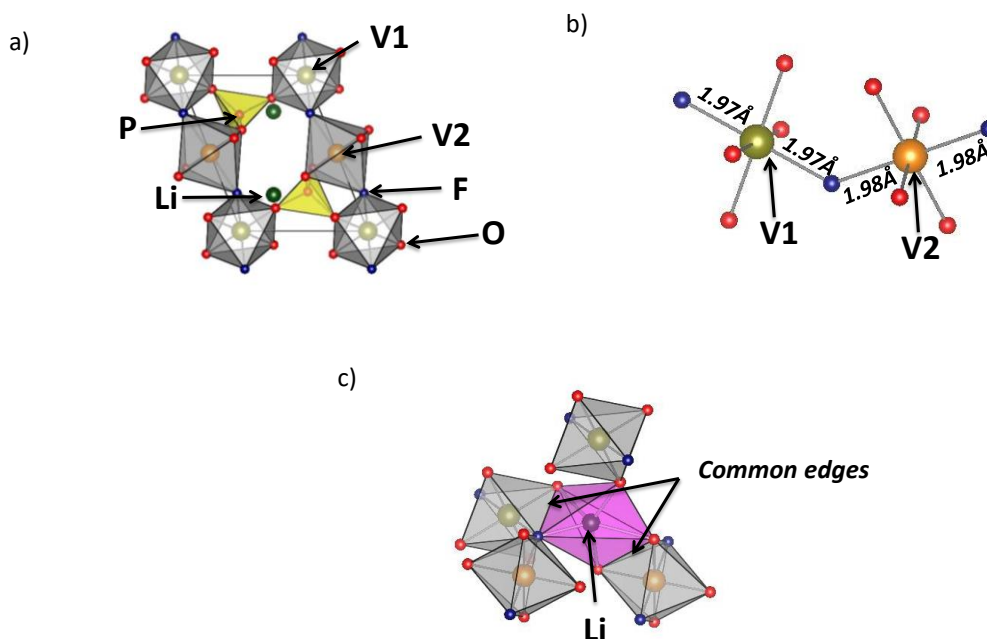 a)
V1
P
V2
Li
F
O
b)
1.97Å
1.97Å
1.98Å
1.98Å
V1
V2
c)
Common edges
Li